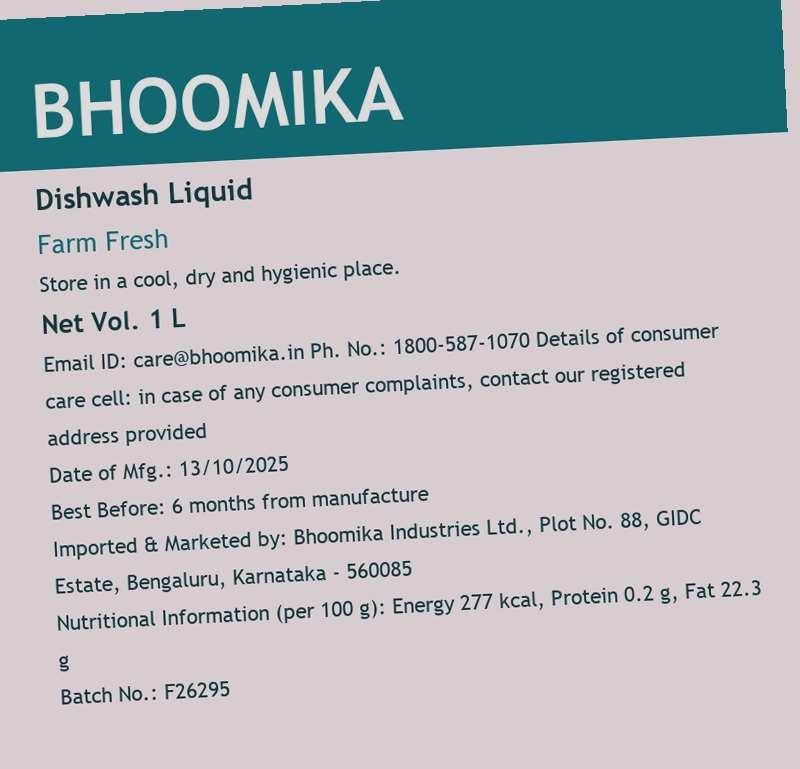 BHOOMIKA
Dishwash Liquid
Farm Fresh
Store in a cool, dry and hygienic place.
Net Vol. 1 L
Email ID: care@bhoomika.in Ph. No.: 1800-587-1070 Details of consumer
care cell: in case of any consumer complaints, contact our registered
address provided
Date of Mfg.: 13/10/2025
Best Before: 6 months from manufacture
Imported & Marketed by: Bhoomika Industries Ltd., Plot No. 88, GIDC
Estate, Bengaluru, Karnataka - 560085
Nutritional Information (per 100 g): Energy 277 kcal, Protein 0.2 g, Fat 22.3
g
Batch No.: F26295